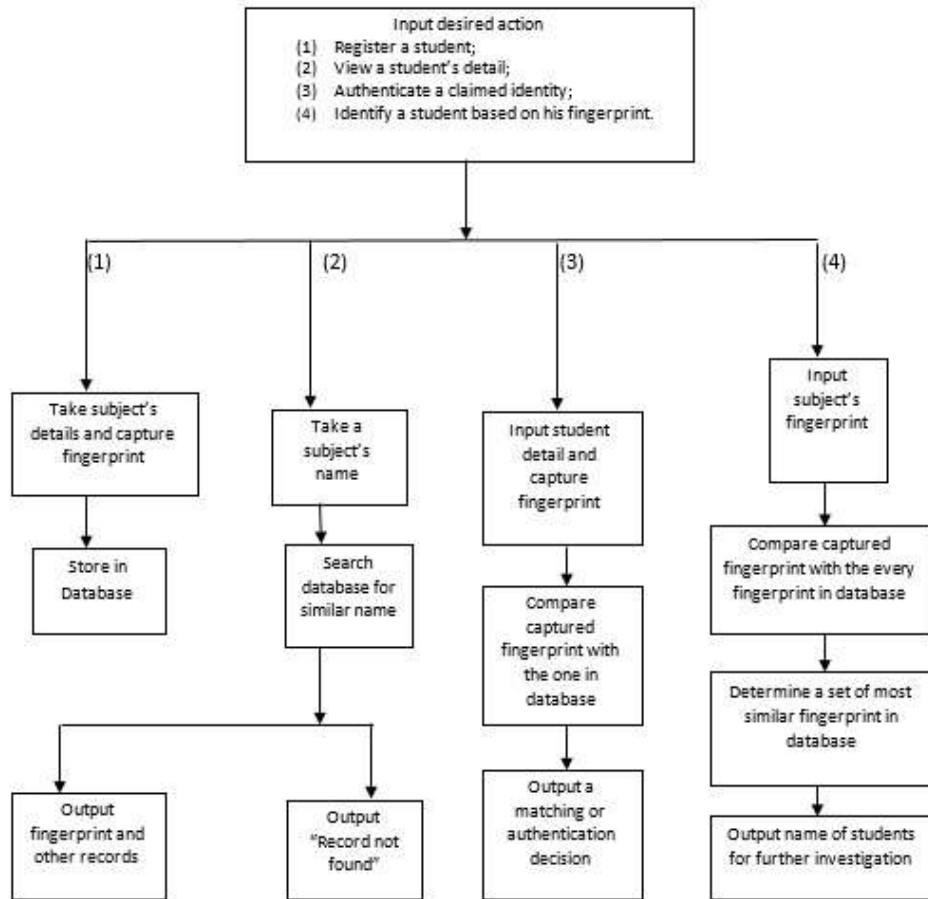 Input desired action
(1) Register a student;
(2) View a student's detail;
(3) Authenticate a claimed identity;
(4) Identify a student based on his fingerprint.
(1)
(2)
(3)
(4)
Take subject's
details and capture
fingerprint
Store in
Database
Take a
subject's
name
Search
database for
similar name
Output
fingerprint and
other records
Output
“Record not
found”
Input student
detail and
capture
fingerprint
Compare
captured
fingerprint with
the one in
database
Output a
matching or
authentication
decision
Input
subject's
fingerprint
Compare captured
fingerprint with the every
fingerprint in database
Determine a set of most
similar fingerprint in
database
Output name of students
for further investigation